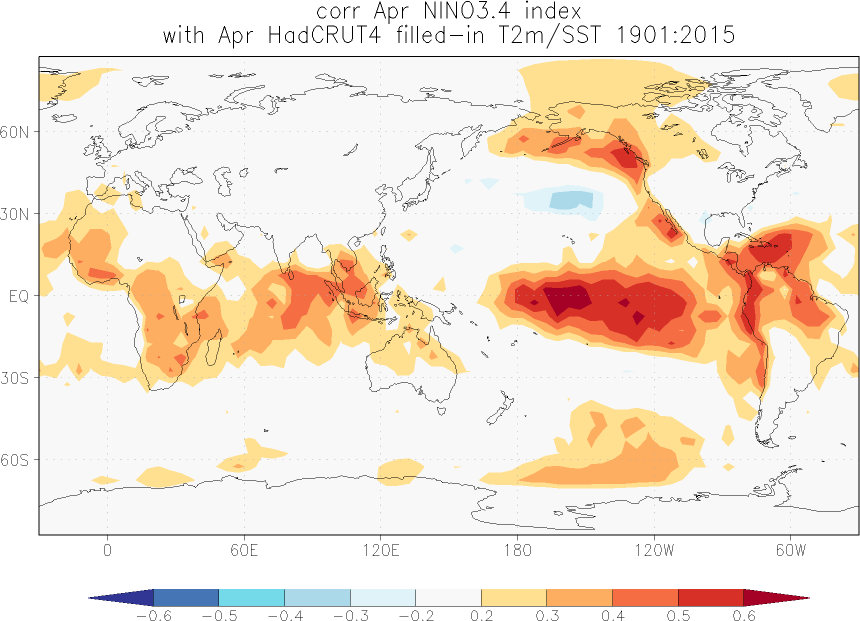 corr Apr NINO3.4 index
with Apr HadCRUT4 filled-in T2m/SST 1901:2015
60N
30N
EQ
30S
60S
0 60E 120E 180 120W 60W
-0.6 -0.5 -0.4 -0.3 -0.2 0.2 0.3 0.4 0.5 0.6